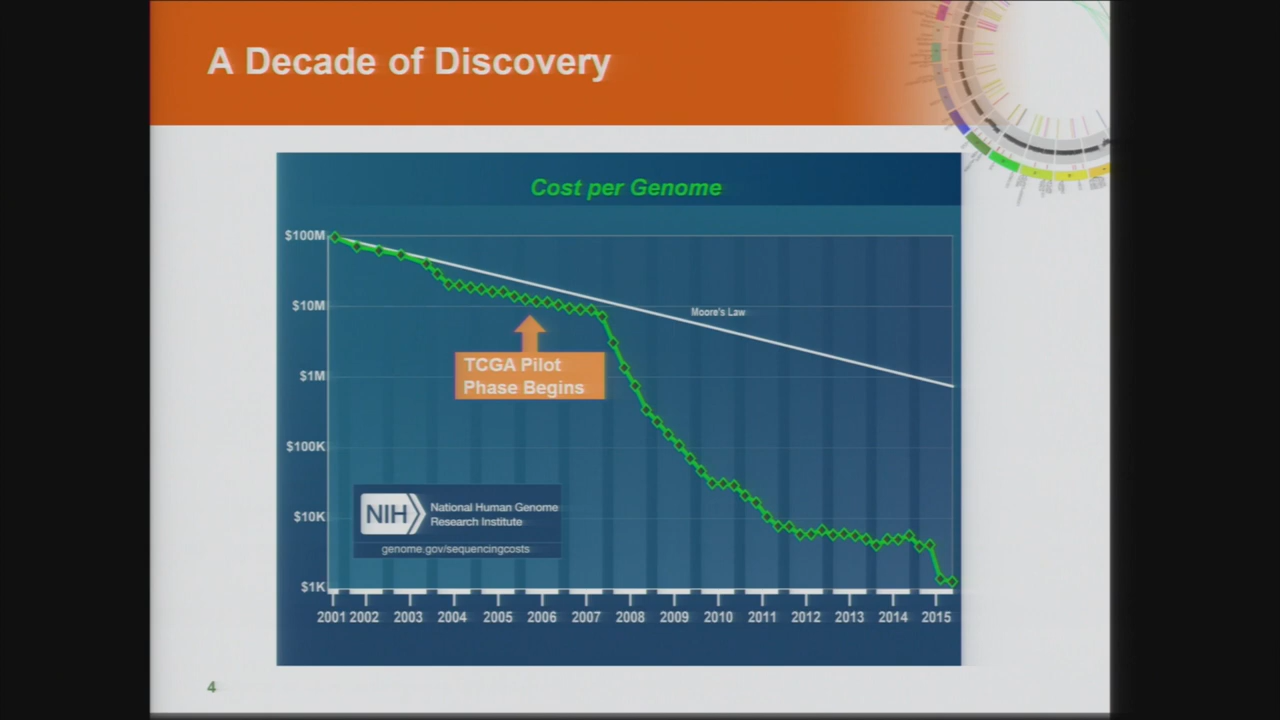 A Decade of Discovery
Cost per Genome
$100M
$10M
Moore's Law
TCGA Pilot
Phase Begins
$1M
$100K
NIH
National Human Genome
Research Institute
genome.gov/sequencingcosts
$10K
$1K
2001 2002 2003 2004 2005 2006 2007 2008 2009 2010 2011 2012 2013 2014 2015
4